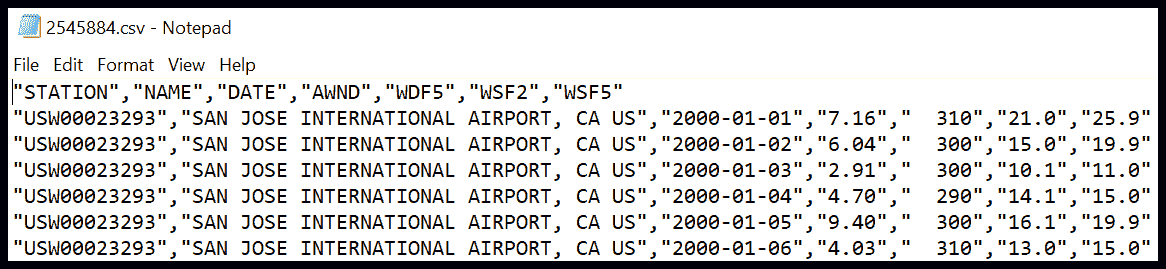 2545884.csv - Notepad
File Edit Format View Help
"STATION","NAME","DATE","AWND","WDF5","WSF2","WSF5"
"USW00023293","SAN JOSE INTERNATIONAL AIRPORT, CA US","2000-01-01","7.16","  310","21.0","25.9"
"USW00023293","SAN JOSE INTERNATIONAL AIRPORT, CA US","2000-01-02","6.04","  300","15.0","19.9"
"USW00023293","SAN JOSE INTERNATIONAL AIRPORT, CA US","2000-01-03","2.91","  300","10.1","11.0"
"USW00023293","SAN JOSE INTERNATIONAL AIRPORT, CA US","2000-01-04","4.70","  290","14.1","15.0"
"USW00023293","SAN JOSE INTERNATIONAL AIRPORT, CA US","2000-01-05","9.40","  300","16.1","19.9"
"USW00023293","SAN JOSE INTERNATIONAL AIRPORT, CA US","2000-01-06","4.03","  310","13.0","15.0"